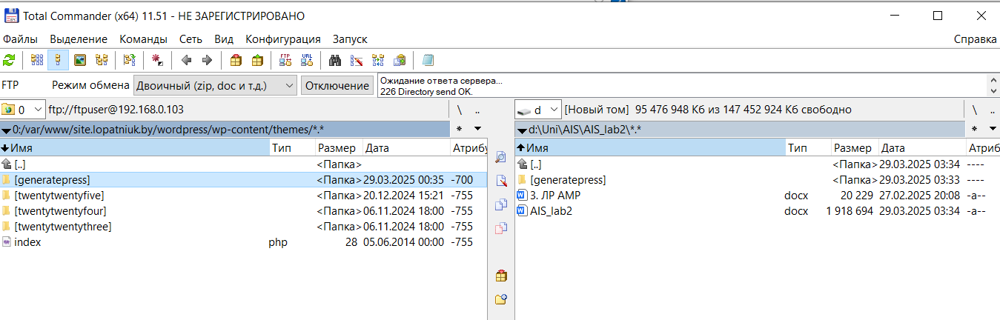 Total Commander (x64) 11.51 - НЕ ЗАРЕГИСТРИРОВАНО
Файлы Выделение Команды Сеть Вид Конфигурация Запуск Справка
FTP URL
FTP Режим обмена Двоичный (zip, doc и т.д.) Отключение
Ожидание ответа сервера...
226 Directory send OK.
0 ftp://ftpuser@192.168.0.103 \ ..
0:/var/www/site.lopatniuk.by/wordpress/wp-content/themes/*.* *
Имя Тип Размер Дата Атрибу
[..] <Папка>
[generatepress] <Папка> 29.03.2025 00:35 -700
[twentytwentyfive] <Папка> 20.12.2024 15:21 -755
[twentytwentyfour] <Папка> 06.11.2024 18:00 -755
[twentytwentythree] <Папка> 06.11.2024 18:00 -755
index php 28 05.06.2014 00:00 -755
d [Новый том] 95 476 948 Кб из 147 452 924 Кб свободно \ ..
d:\Uni\AIS\AIS_lab2\*.* *
Имя Тип Размер Дата Атрибу
[..] <Папка> 29.03.2025 03:34 ----
[generatepress] <Папка> 29.03.2025 03:33 ----
3. ЛР АМР docx 20 229 27.02.2025 20:08 -a--
AIS_lab2 docx 1 918 694 29.03.2025 03:34 -a--